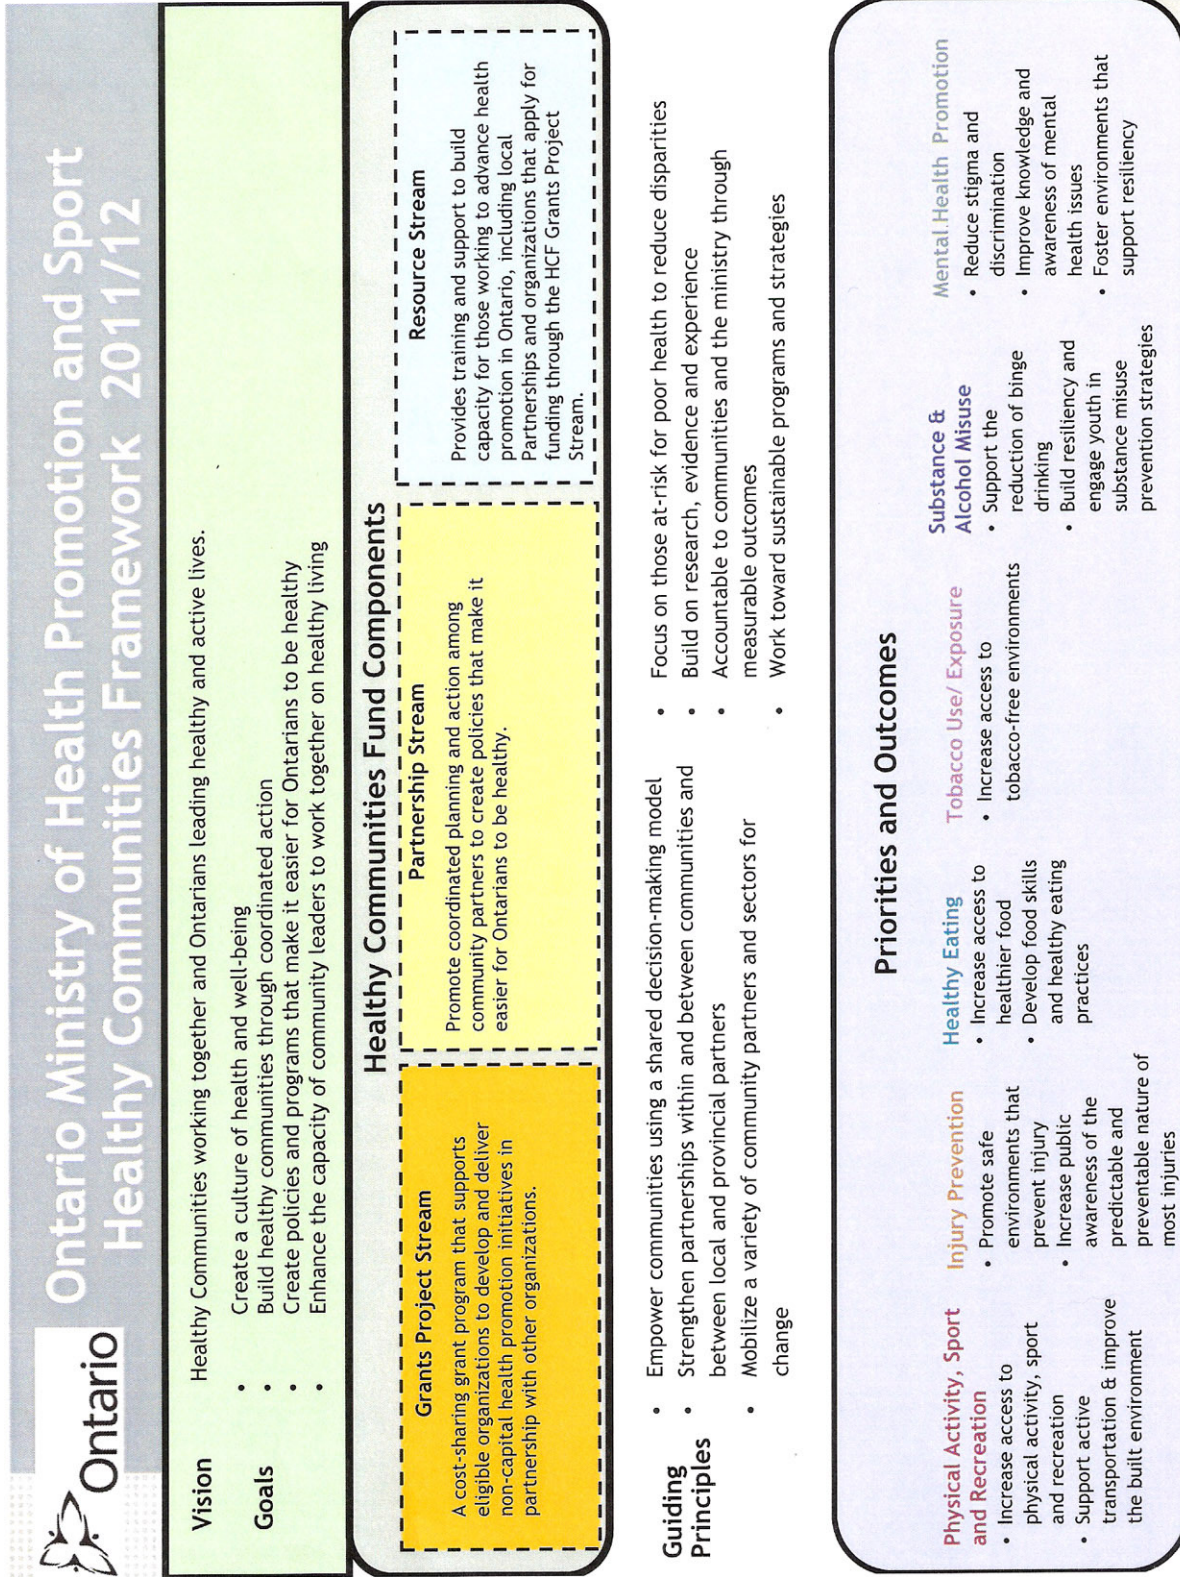 Ontario
Ontario Ministry of Health Promotion and Sport
Healthy Communities Framework 2011/12
Vision
Healthy Communities working together and Ontarians leading healthy and active lives.
Goals
• Create a culture of health and well-being
• Build healthy communities through coordinated action
• Create policies and programs that make it easier for Ontarians to be healthy
• Enhance the capacity of community leaders to work together on healthy living
Healthy Communities Fund Components
Grants Project Stream
A cost-sharing grant program that supports
eligible organizations to develop and deliver
non-capital health promotion initiatives in
partnership with other organizations.
Partnership Stream
Promote coordinated planning and action among
community partners to create policies that make it
easier for Ontarians to be healthy.
Resource Stream
Provides training and support to build
capacity for those working to advance health
promotion in Ontario, including local
Partnerships and organizations that apply for
funding through the HCF Grants Project
Stream.
Guiding
Principles
• Empower communities using a shared decision-making model
• Strengthen partnerships within and between communities and
between local and provincial partners
• Mobilize a variety of community partners and sectors for
change
• Focus on those at-risk for poor health to reduce disparities
• Build on research, evidence and experience
• Accountable to communities and the ministry through
measurable outcomes
• Work toward sustainable programs and strategies
Priorities and Outcomes
Physical Activity, Sport
and Recreation
• Increase access to
physical activity, sport
and recreation
• Support active
transportation & improve
the built environment
Injury Prevention
• Promote safe
environments that
prevent injury
• Increase public
awareness of the
predictable and
preventable nature of
most injuries
Healthy Eating
• Increase access to
healthier food
• Develop food skills
and healthy eating
practices
Tobacco Use/ Exposure
• Increase access to
tobacco-free environments
Substance &
Alcohol Misuse
• Support the
reduction of binge
drinking
• Build resiliency and
engage youth in
substance misuse
prevention strategies
Mental Health Promotion
• Reduce stigma and
discrimination
• Improve knowledge and
awareness of mental
health issues
• Foster environments that
support resiliency